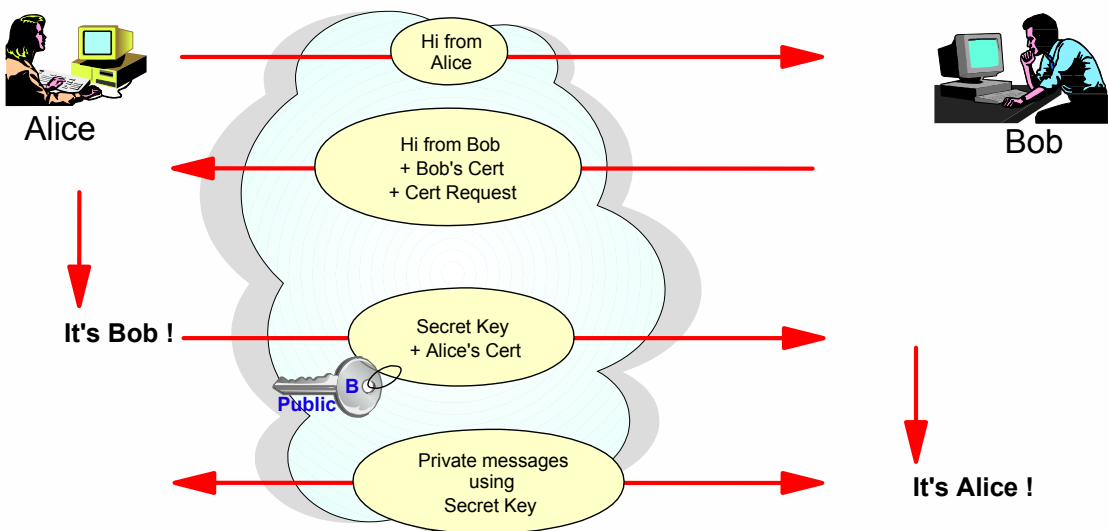 Hi from
Alice
Alice
Bob
Hi from Bob
+ Bob's Cert
+ Cert Request
It's Bob !
Secret Key
+ Alice's Cert
B
Public
Private messages
using
Secret Key
It's Alice !